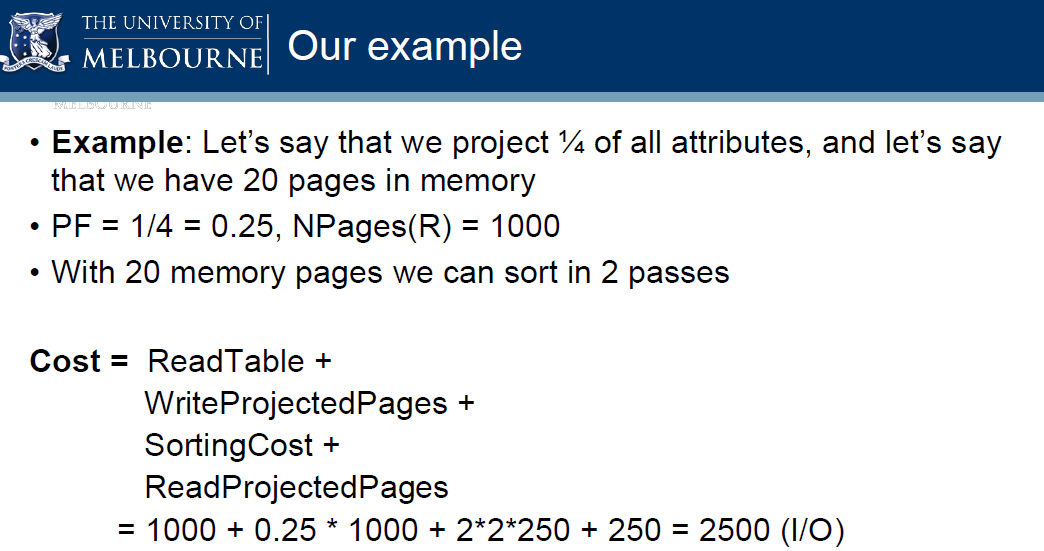 THE UNIVERSITY OF
MELBOURNE
Our example
MELBOURNE
• Example: Let’s say that we project ¼ of all attributes, and let’s say
that we have 20 pages in memory
• PF = 1/4 = 0.25, NPages(R) = 1000
• With 20 memory pages we can sort in 2 passes
Cost = ReadTable +
WriteProjectedPages +
SortingCost +
ReadProjectedPages
= 1000 + 0.25 * 1000 + 2*2*250 + 250 = 2500 (I/O)